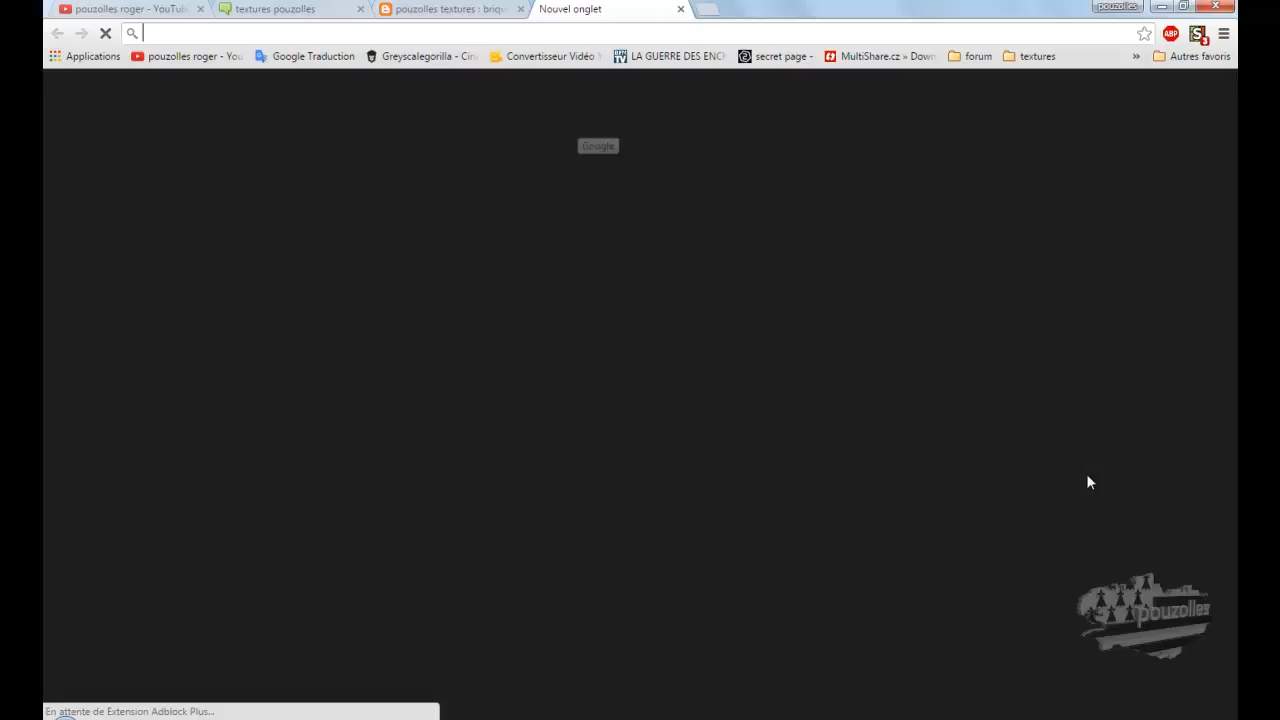 pouzolles roger - YouTub textures pouzolles pouzolles textures : briqu Nouvel onglet pouzolles
Applications pouzolles roger - You Google Traduction Greyscalegorilla - Cin Convertisseur Vidéo LA GUERRE DES ENCH secret page - MultiShare.cz » Down forum textures » Autres favoris
Google
pouzolles
En attente de Extension Adblock Plus...